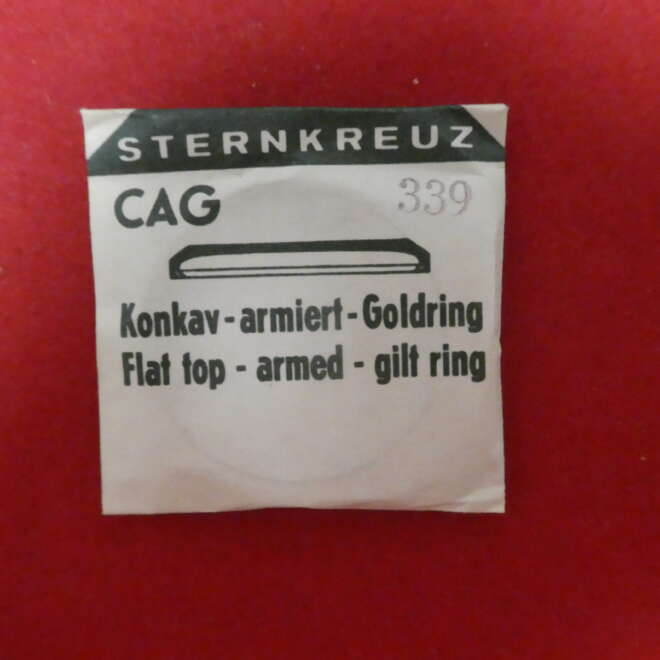 STERNKREUZ
CAG 339
Konkav-armiert-Goldring
Flat top - armed - gilt ring